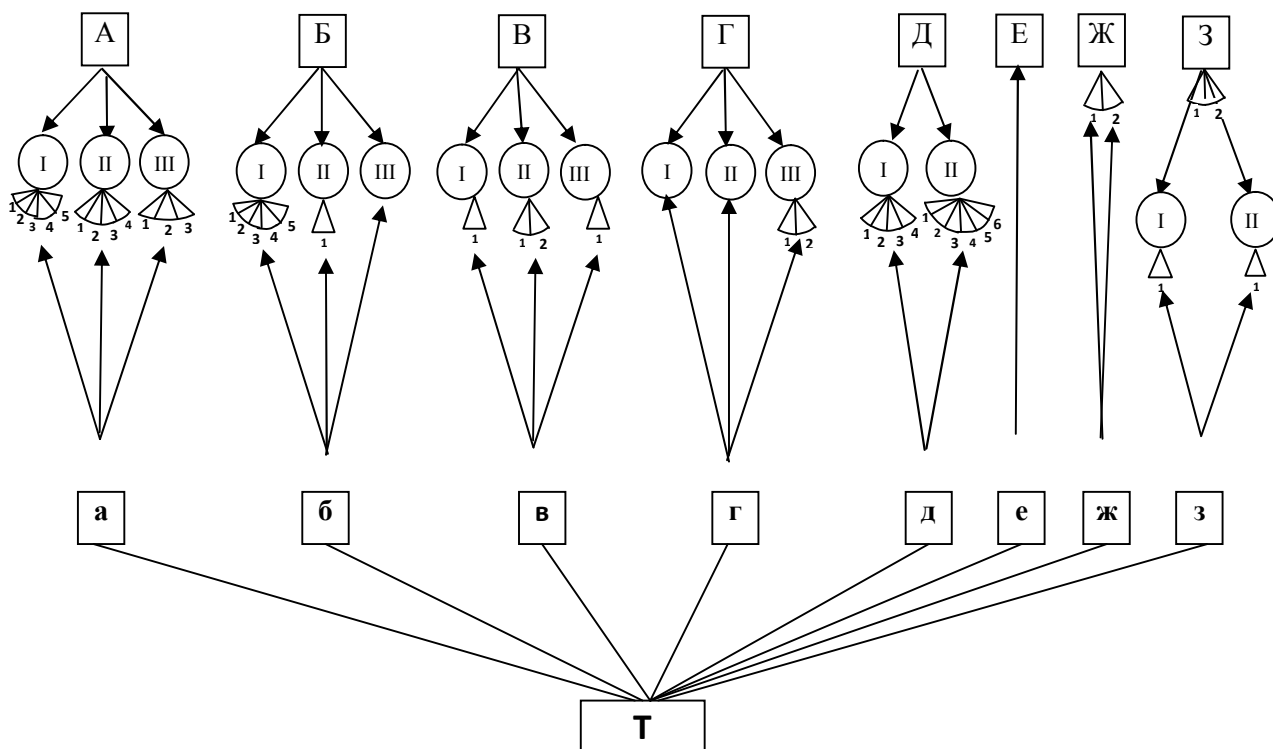 А Б В Г Д Е Ж З
1 2 1 2
I II III I II III I II III I II III I II
1 2 3 4 5 1 2 3 4 1 2 3 1 2 3 4 5 1 1 1 2 1 1 2 1 2 3 4 1 2 3 4 5 6
I II
1 1
а б в г д е ж з
Т